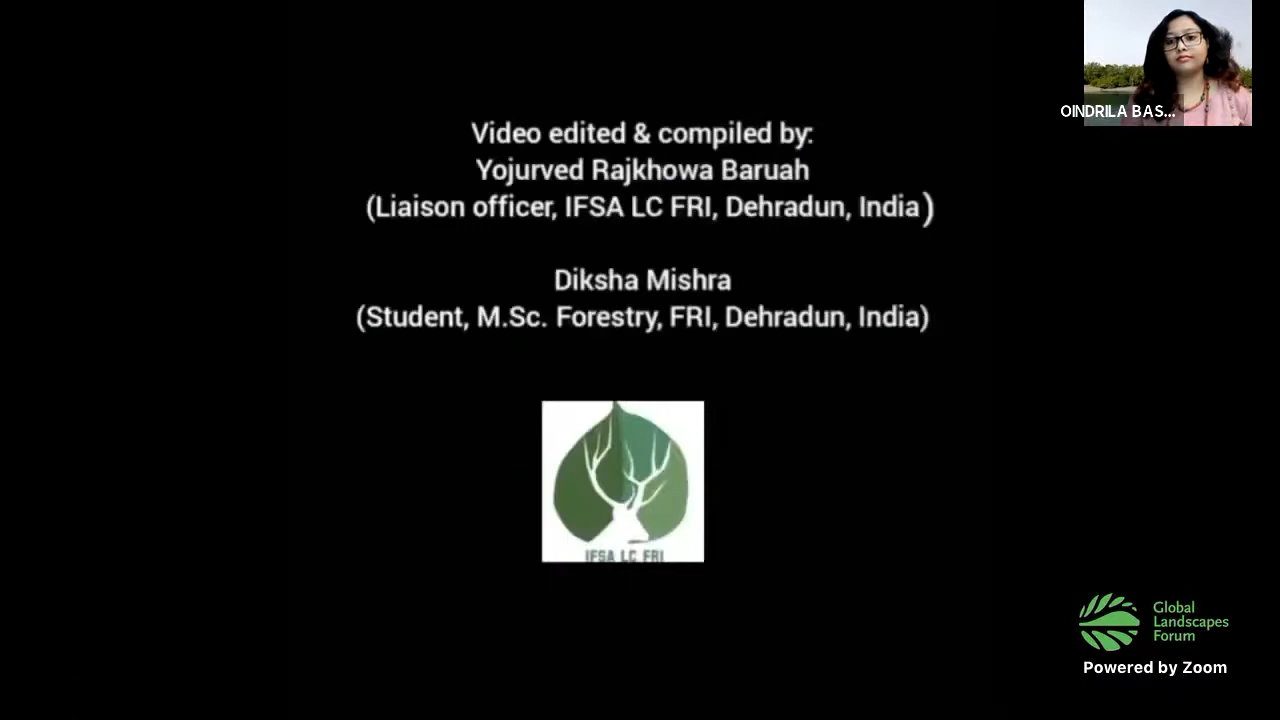 OINDRILA BAS...
Video edited & compiled by:
Yojurved Rajkhowa Baruah
(Liaison officer, IFSA LC FRI, Dehradun, India)
Diksha Mishra
(Student, M.Sc. Forestry, FRI, Dehradun, India)
IFSA LC FRI
Global
Landscapes
Forum
Powered by Zoom